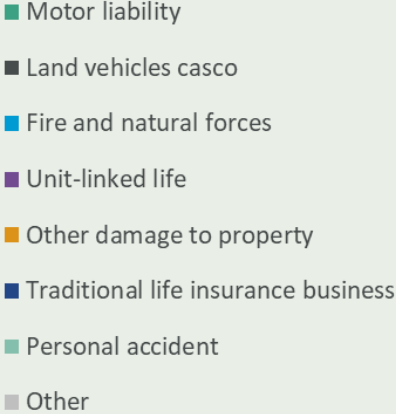 Motor liability
Land vehicles casco
Fire and natural forces
Unit-linked life
Other damage to property
Traditional life insurance business
Personal accident
Other